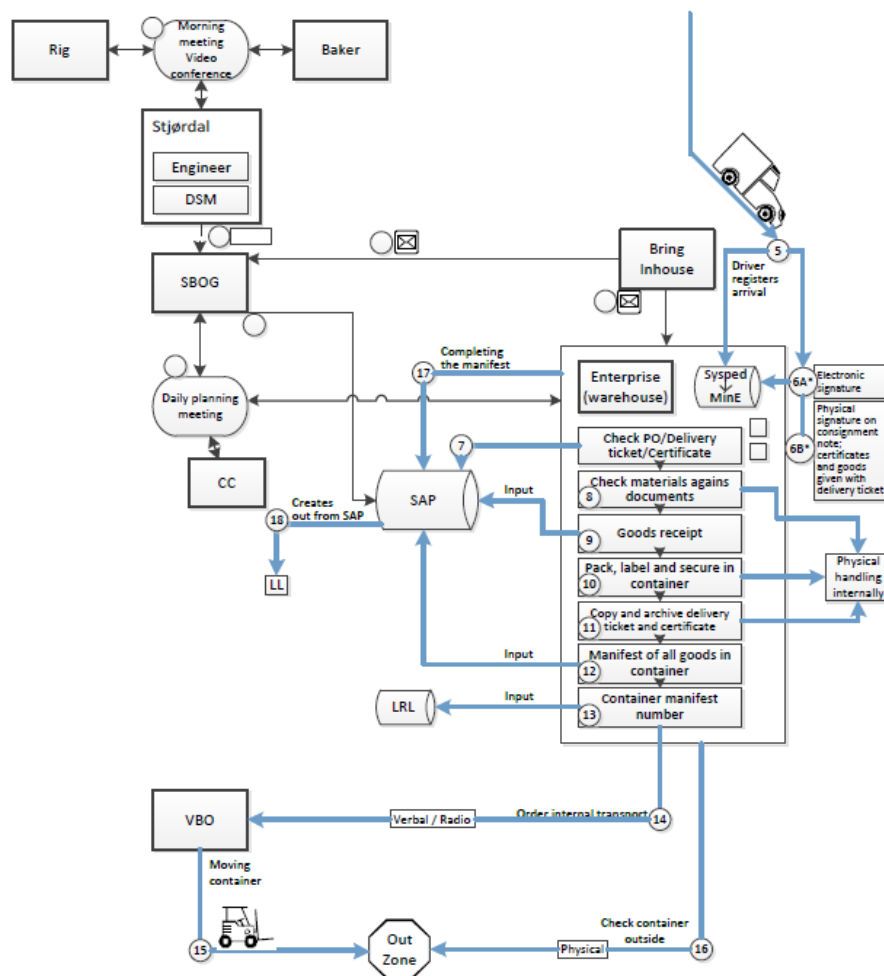 Rig
Morning
meeting
Video
conference
Baker
Stjørdal
Engineer
DSM
SBOG
Bring
Inhouse
5
Driver
registers
arrival
Completing
the manifest
17
Enterprise
(warehouse)
Sysped
MinE
6A*
Electronic
signature
6B*
Physical
signature on
consignment
note;
certificates
and goods
given with
delivery ticket
Daily planning
meeting
CC
7
Check PO/Delivery
ticket/Certificate
SAP
8
Check materials agains
documents
Creates
out from SAP
18
LL
Input
9
Goods receipt
10
Pack, label and secure in
container
Physical
handling
internally
11
Copy and archive delivery
ticket and certificate
Input
12
Manifest of all goods in
container
LRL
Input
13
Container manifest
number
VBO
Verbal / Radio
Order internal transport
14
Moving
container
15
Out
Zone
Physical
Check container
outside
16